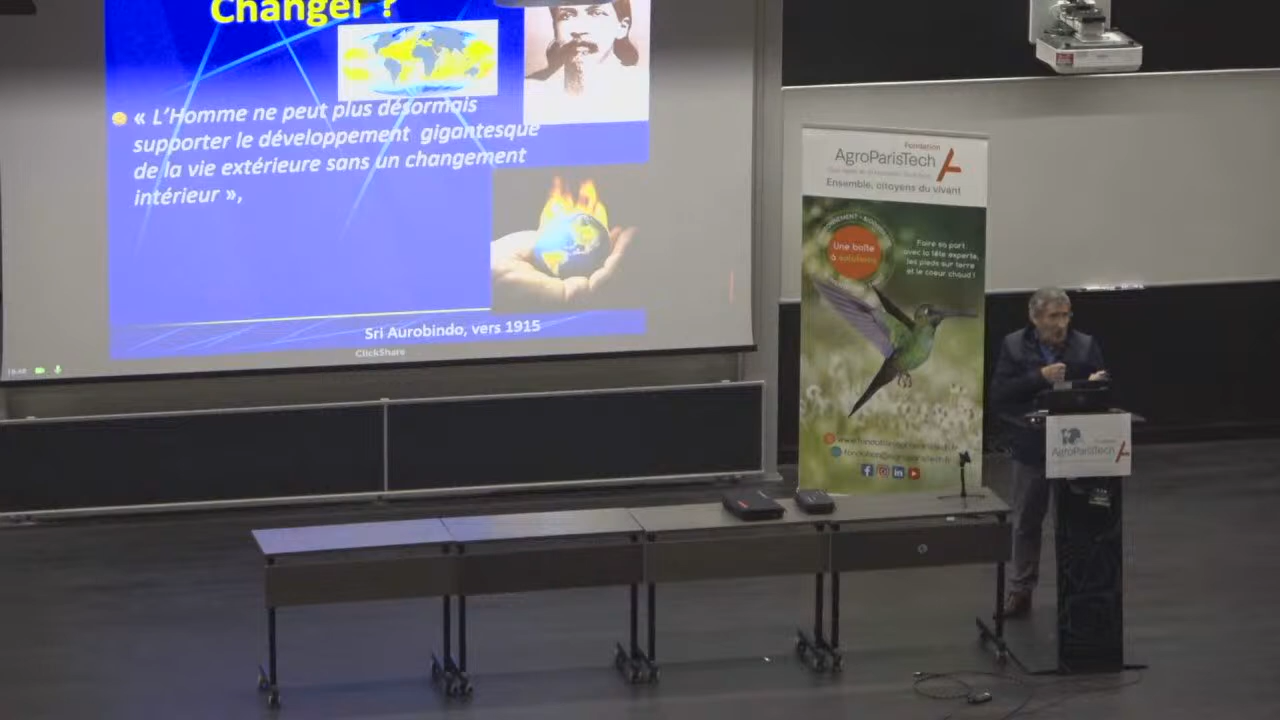 Changer ?
« L'Homme ne peut plus désormais
supporter le développement gigantesque
de la vie extérieure sans un changement
intérieur »,
Sri Aurobindo, vers 1915
ClickShare
Fondation
AgroParisTech
Ensemble, citoyens du vivant
Une boîte
à solutions
Faire sa part
avec la tête experte,
les pieds sur terre
et le coeur chaud !
Fondation
AgroParisTech